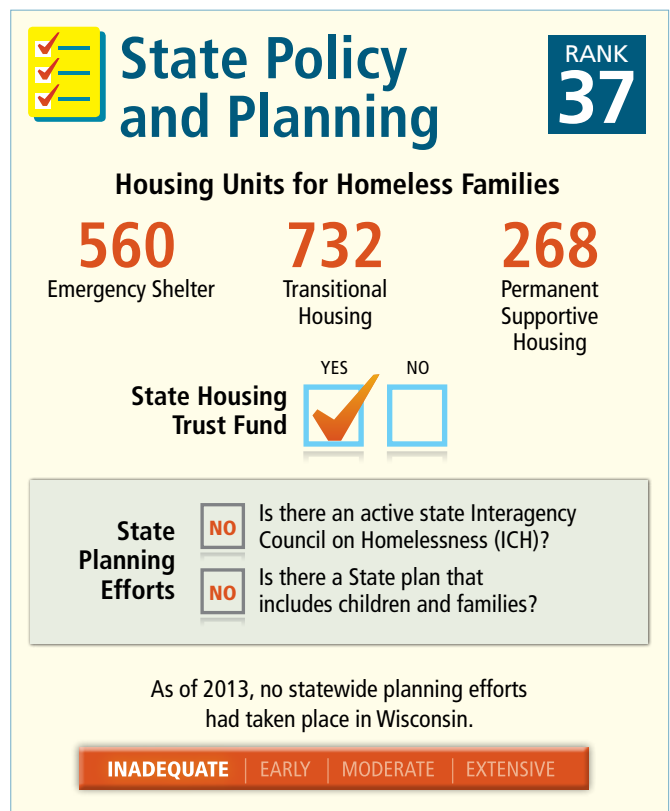 State Policy
and Planning
RANK
37
Housing Units for Homeless Families
560
Emergency Shelter
732
Transitional
Housing
268
Permanent
Supportive
Housing
YES NO
State Housing
Trust Fund
State
Planning
Efforts
NO Is there an active state Interagency
Council on Homelessness (ICH)?
NO Is there a State plan that
includes children and families?
As of 2013, no statewide planning efforts
had taken place in Wisconsin.
INADEQUATE | EARLY | MODERATE | EXTENSIVE